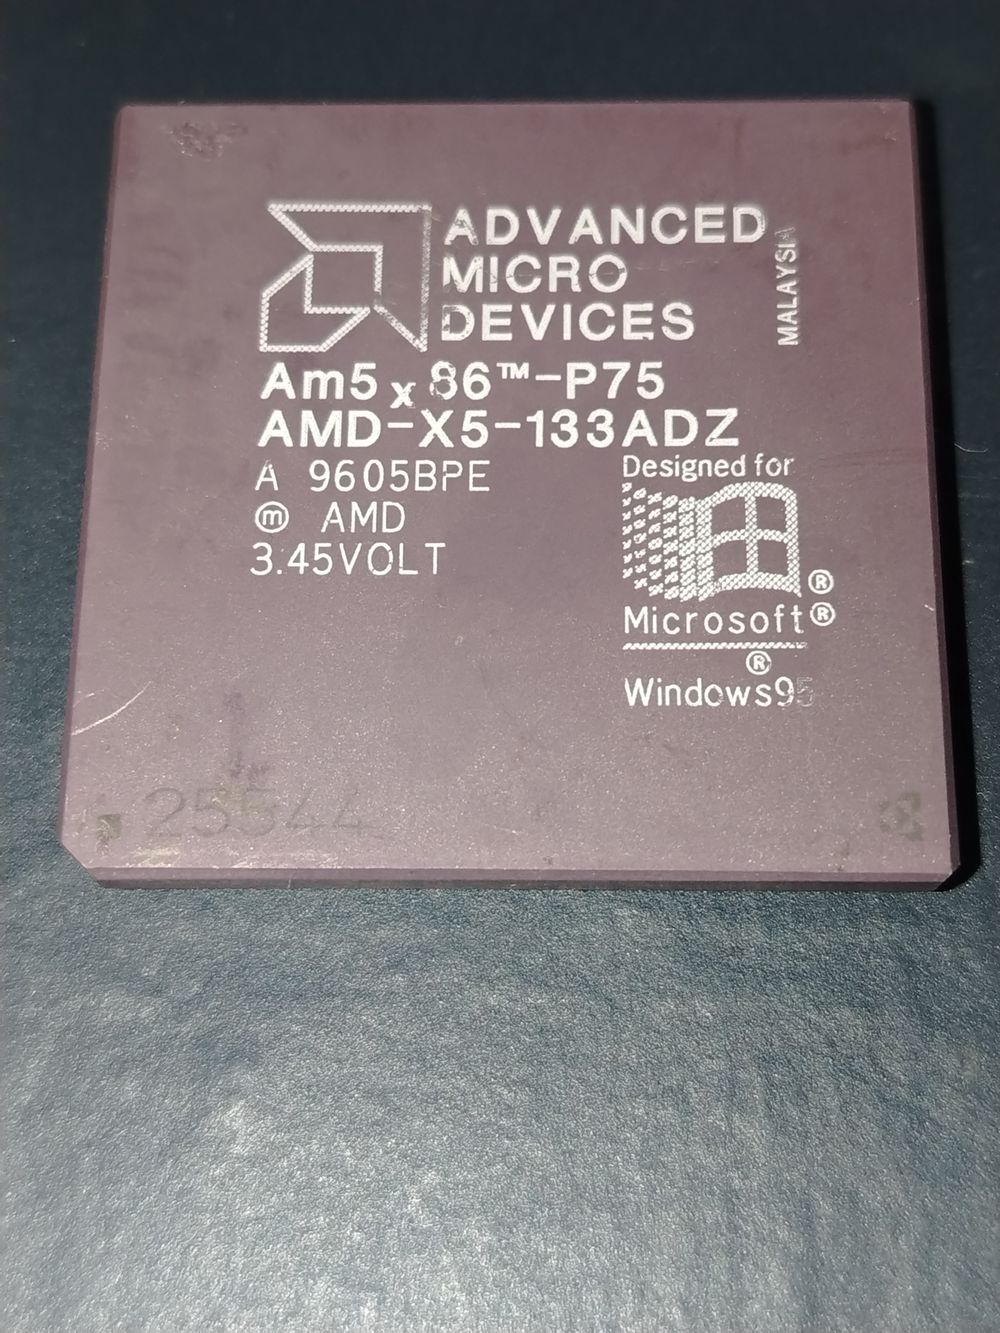 ADVANCED
MICRO
DEVICES
MALAYSIA
Am5x86™-P75
AMD-X5-133ADZ
A 9605BPE
ⓜ AMD
3.45VOLT
Designed for
®
Microsoft®
®
Windows95
25544